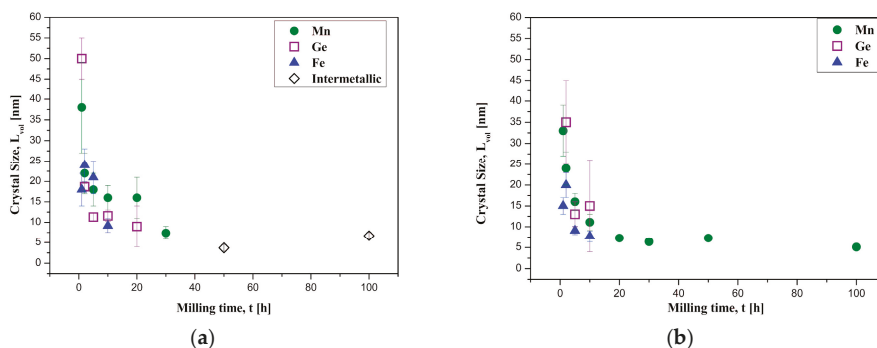 60
55
50
45
40
35
30
25
20
15
10
5
0
Crystal Size, L_vol [nm]
Mn
Ge
Fe
Intermetallic
0 20 40 60 80 100
Milling time, t [h]
(a)
60
55
50
45
40
35
30
25
20
15
10
5
0
Crystal Size, L_vol [nm]
Mn
Ge
Fe
0 20 40 60 80 100
Milling time, t [h]
(b)